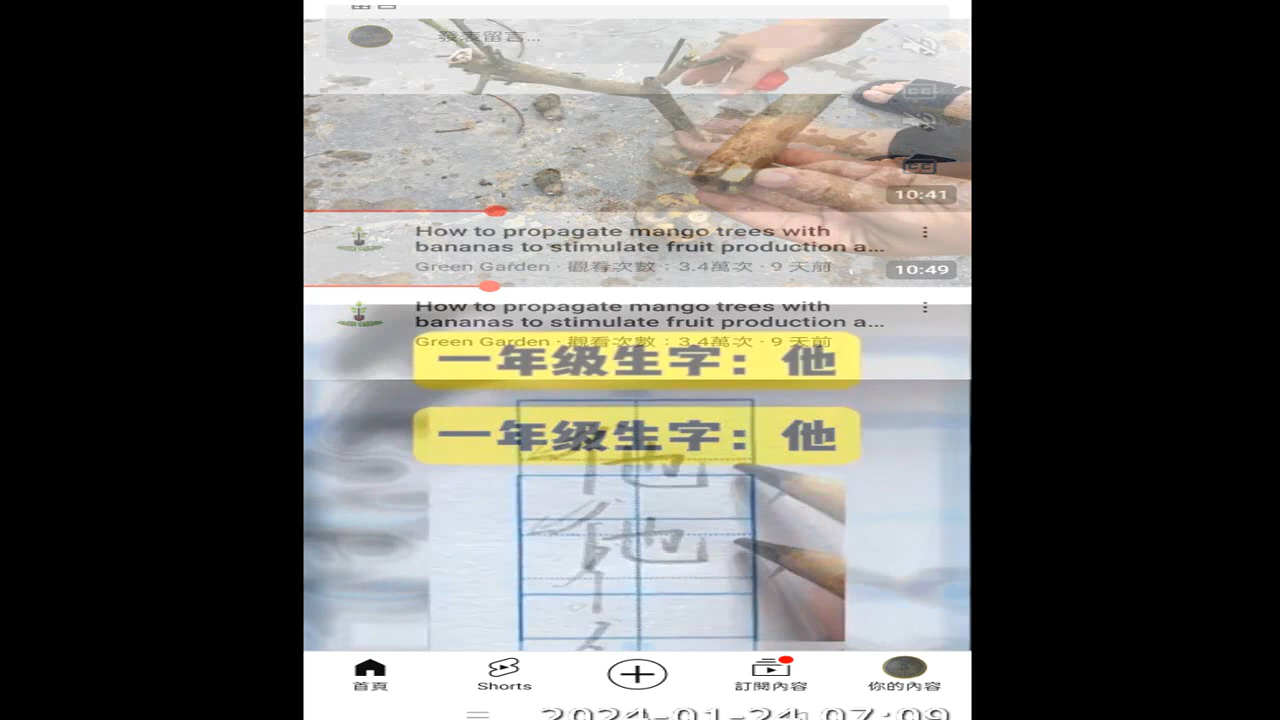 發表留言...
CC
CC
10:41
How to propagate mango trees with
bananas to stimulate fruit production a...
Green Garden · 觀看次數：3.4萬次 · 9 天前
10:49
How to propagate mango trees with
bananas to stimulate fruit production a...
Green Garden · 觀看次數：3.4萬次 · 9 天前
一年级生字：他
一年级生字：他
他
他
首頁
Shorts
訂閱內容
你的內容
2024-01-24 07:09